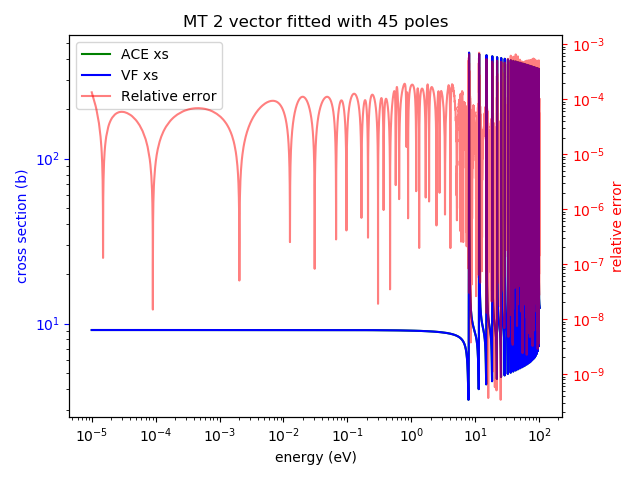 MT 2 vector fitted with 45 poles
ACE xs
VF xs
Relative error
cross section (b)
10²
10¹
10⁻³
10⁻⁴
10⁻⁵
10⁻⁶
10⁻⁷
10⁻⁸
10⁻⁹
relative error
10⁻⁵ 10⁻⁴ 10⁻³ 10⁻² 10⁻¹ 10⁰ 10¹ 10²
energy (eV)